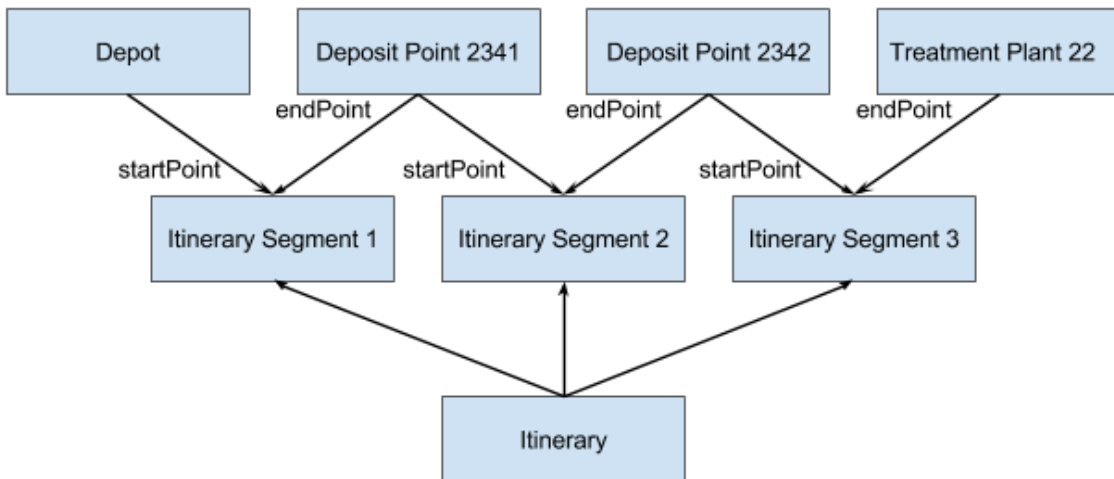 Depot
Deposit Point 2341
Deposit Point 2342
Treatment Plant 22
endPoint
endPoint
endPoint
startPoint
startPoint
startPoint
Itinerary Segment 1
Itinerary Segment 2
Itinerary Segment 3
Itinerary